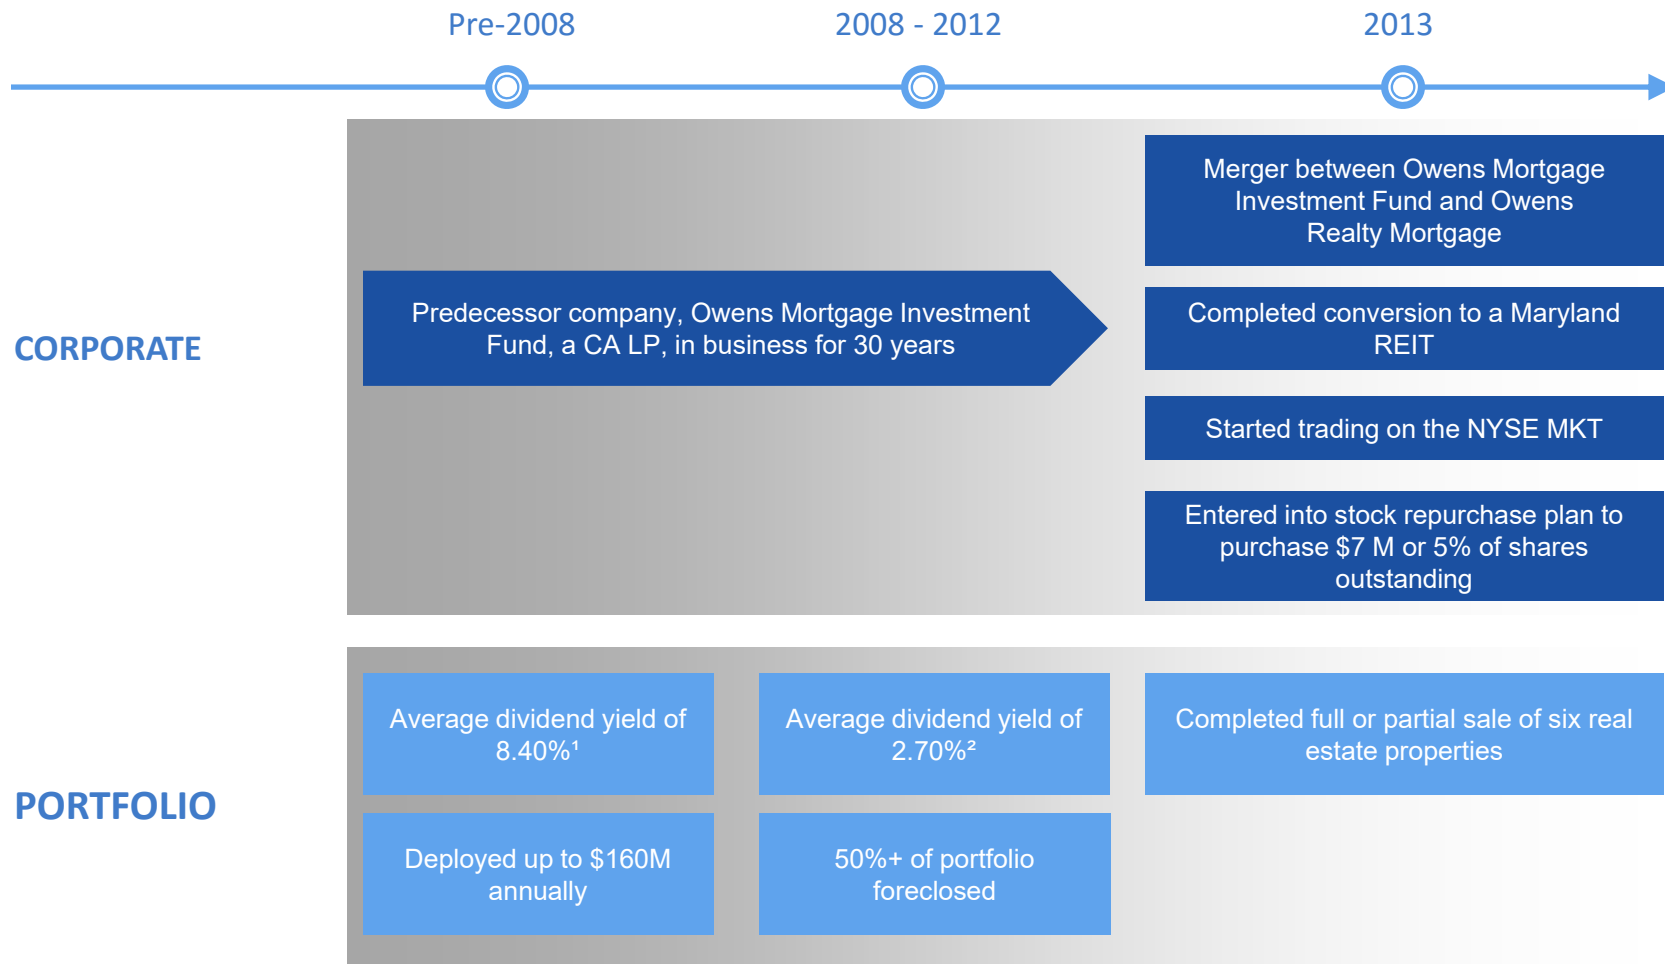 Pre-2008
2008 - 2012
2013
CORPORATE
Predecessor company, Owens Mortgage Investment
Fund, a CA LP, in business for 30 years
Merger between Owens Mortgage
Investment Fund and Owens
Realty Mortgage
Completed conversion to a Maryland
REIT
Started trading on the NYSE MKT
Entered into stock repurchase plan to
purchase $7 M or 5% of shares
outstanding
PORTFOLIO
Average dividend yield of
8.40%¹
Average dividend yield of
2.70%²
Completed full or partial sale of six real
estate properties
Deployed up to $160M
annually
50%+ of portfolio
foreclosed